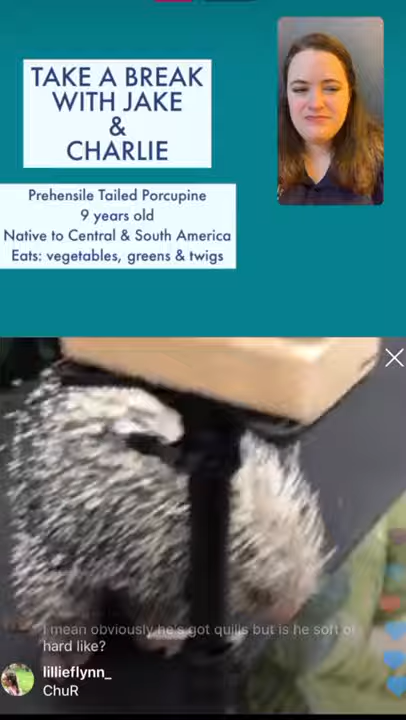 TAKE A BREAK
WITH JAKE
&
CHARLIE
Prehensile Tailed Porcupine
9 years old
Native to Central & South America
Eats: vegetables, greens & twigs
I mean obviously he's got quills but is he soft or
hard like?
lillieflynn_
ChuR